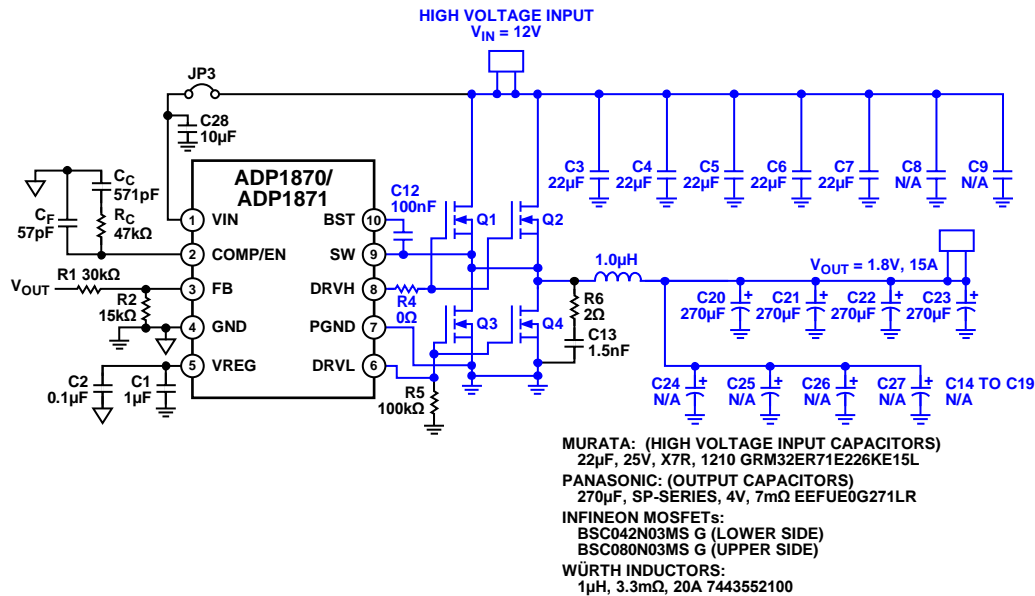 HIGH VOLTAGE INPUT
VIN = 12V
JP3
C28
10µF
ADP1870/
ADP1871
C12
100nF
C3
22µF
C4
22µF
C5
22µF
C6
22µF
C7
22µF
C8
N/A
C9
N/A
CC
571pF
CF
57pF
RC
47kΩ
1 VIN
BST 10
Q1
Q2
2 COMP/EN
SW 9
VOUT
R1 30kΩ
3 FB
DRVH 8
R4
0Ω
1.0µH
VOUT = 1.8V, 15A
R2
15kΩ
4 GND
PGND 7
Q3
Q4
R6
2Ω
C13
1.5nF
C20
270µF
+
C21
270µF
+
C22
270µF
+
C23
270µF
+
5 VREG
DRVL 6
C2
0.1µF
C1
1µF
R5
100kΩ
C24
N/A
+
C25
N/A
+
C26
N/A
+
C27
N/A
+
C14 TO C19
N/A
MURATA: (HIGH VOLTAGE INPUT CAPACITORS)
22µF, 25V, X7R, 1210 GRM32ER71E226KE15L
PANASONIC: (OUTPUT CAPACITORS)
270µF, SP-SERIES, 4V, 7mΩ EEFUE0G271LR
INFINEON MOSFETs:
BSC042N03MS G (LOWER SIDE)
BSC080N03MS G (UPPER SIDE)
WÜRTH INDUCTORS:
1µH, 3.3mΩ, 20A 7443552100